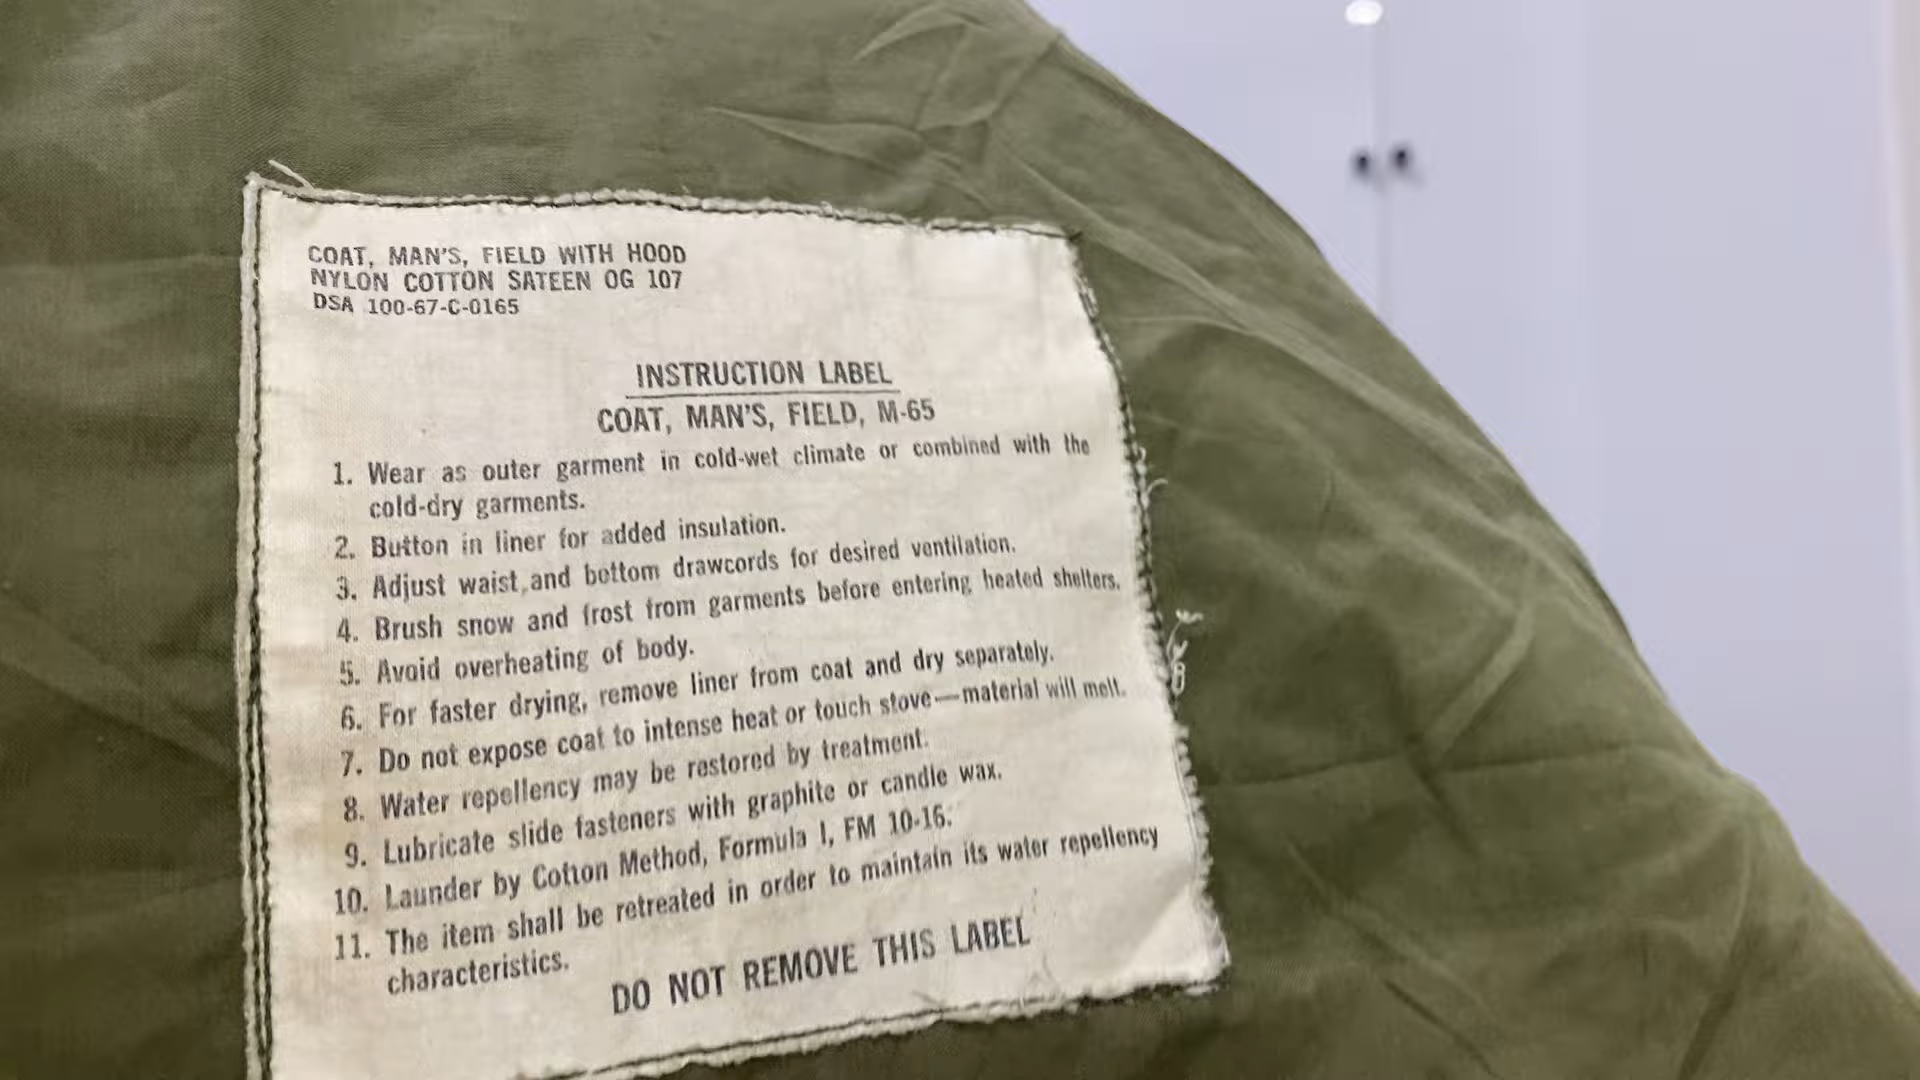 COAT, MAN'S, FIELD WITH HOOD
NYLON COTTON SATEEN OG 107
DSA 100-67-C-0165
INSTRUCTION LABEL
COAT, MAN'S, FIELD, M-65
1. Wear as outer garment in cold-wet climate or combined with the
cold-dry garments.
2. Button in liner for added insulation.
3. Adjust waist and bottom drawcords for desired ventilation.
4. Brush snow and frost from garments before entering heated shelters.
5. Avoid overheating of body.
6. For faster drying, remove liner from coat and dry separately.
7. Do not expose coat to intense heat or touch stove—material will melt.
8. Water repellency may be restored by treatment.
9. Lubricate slide fasteners with graphite or candle wax.
10. Launder by Cotton Method, Formula I, FM 10-16.
11. The item shall be retreated in order to maintain its water repellency
characteristics.
DO NOT REMOVE THIS LABEL